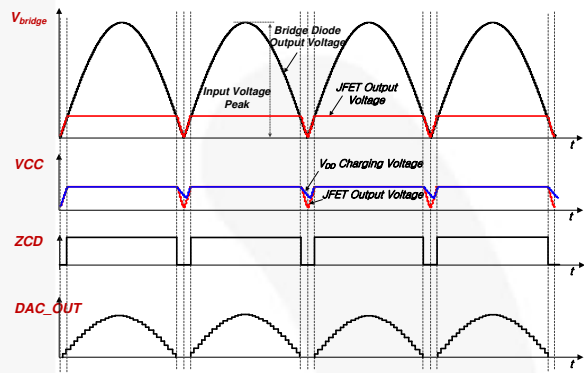 Vbridge
Bridge Diode
Output Voltage
Input Voltage
Peak
JFET Output
Voltage
t
VCC
VDD Charging Voltage
JFET Output Voltage
t
ZCD
t
DAC_OUT
t